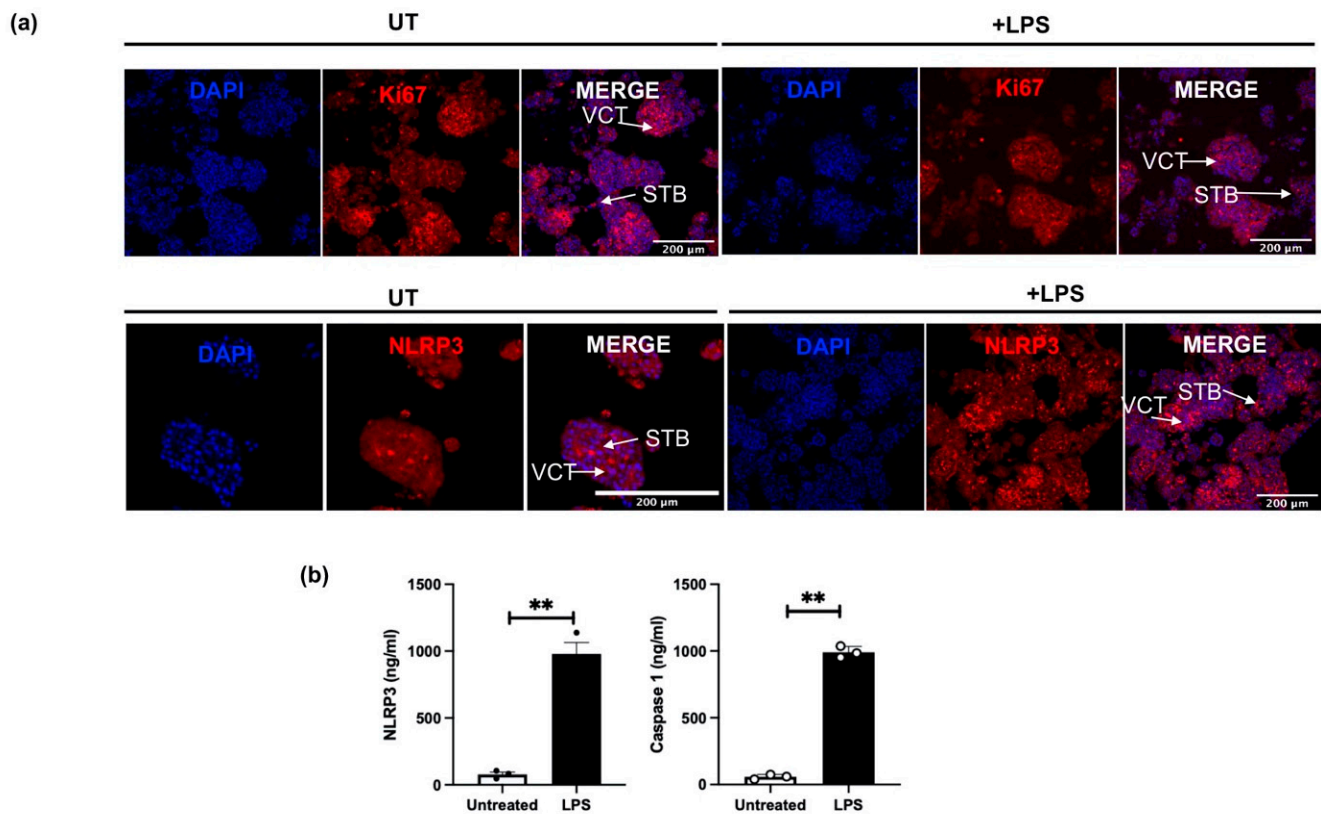 (a)
UT
+LPS
DAPI
Ki67
MERGE
VCT
STB
200 µm
DAPI
Ki67
MERGE
VCT
STB
200 µm
UT
+LPS
DAPI
NLRP3
MERGE
STB
VCT
200 µm
DAPI
NLRP3
MERGE
STB
VCT
200 µm
(b)
NLRP3 (ng/ml)
1500
1000
500
0
**
Untreated LPS
Caspase 1 (ng/ml)
1500
1000
500
0
**
Untreated LPS